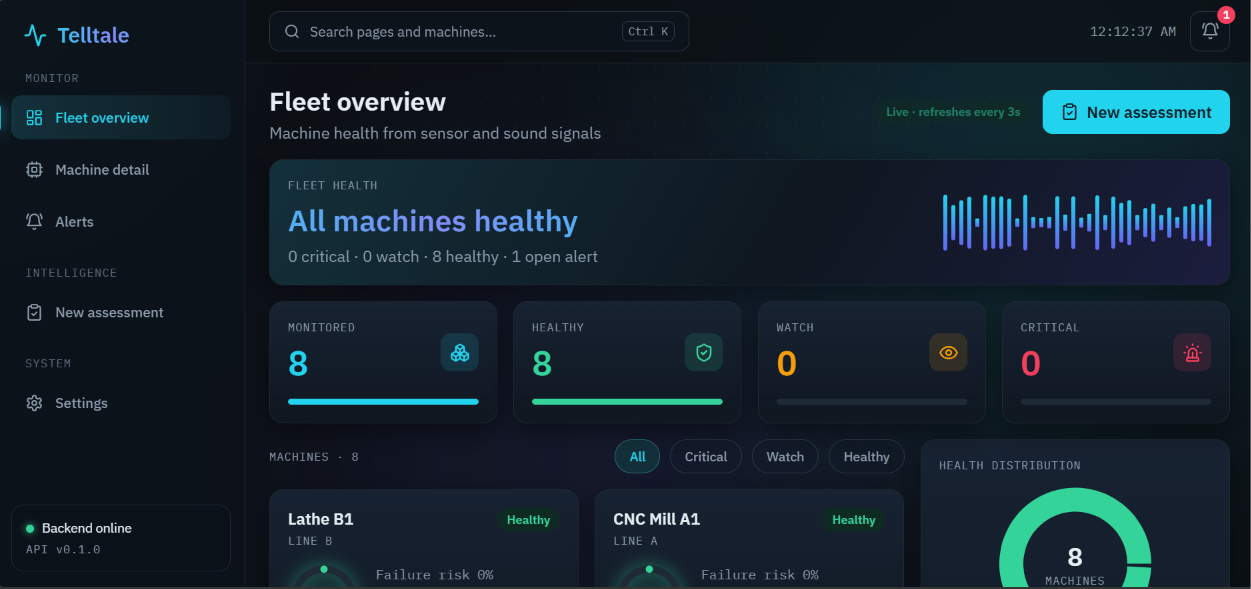 Telltale
MONITOR
Fleet overview
Machine detail
Alerts
INTELLIGENCE
New assessment
SYSTEM
Settings
Backend online
API v0.1.0
Search pages and machines...
Ctrl K
12:12:37 AM
1
Fleet overview
Machine health from sensor and sound signals
Live · refreshes every 3s
New assessment
FLEET HEALTH
All machines healthy
0 critical · 0 watch · 8 healthy · 1 open alert
MONITORED
8
HEALTHY
8
WATCH
0
CRITICAL
0
MACHINES · 8
All
Critical
Watch
Healthy
Lathe B1
Healthy
LINE B
Failure risk 0%
CNC Mill A1
Healthy
LINE A
Failure risk 0%
HEALTH DISTRIBUTION
8
MACHINES